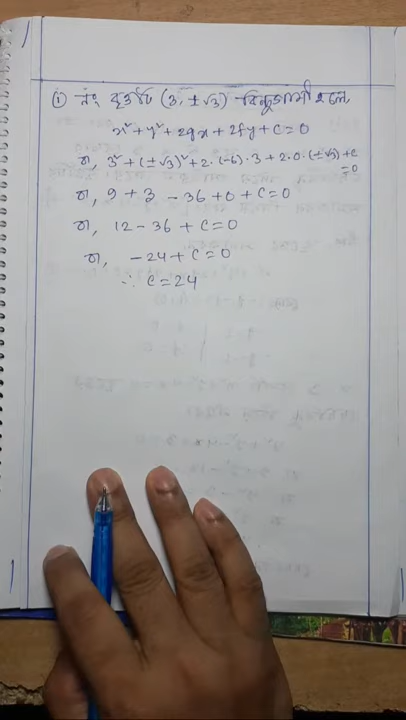 ① নং বৃত্তটি (3, ±√3) বিন্দুগামী হলে,
x² + y² + 2gx + 2fy + c = 0
বা, 3² + (±√3)² + 2·(-6)·3 + 2·0·(±√3) + c = 0
বা, 9 + 3 - 36 + 0 + c = 0
বা, 12 - 36 + c = 0
বা, -24 + c = 0
∴ c = 24